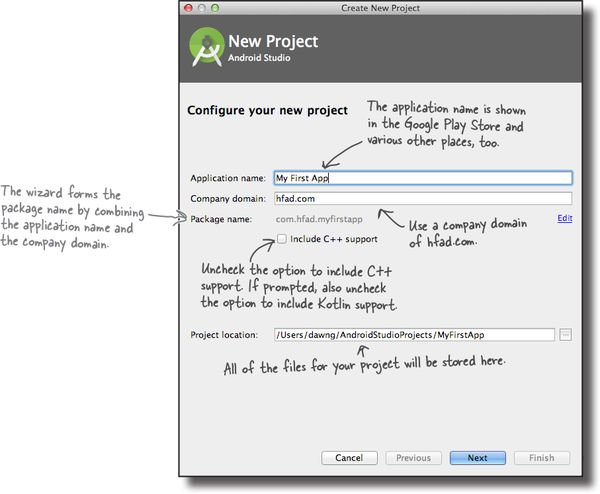 Create New Project
New Project
Android Studio
Configure your new project
The application name is shown
in the Google Play Store and
various other places, too.
Application name: My First App
Company domain: hfad.com
Package name: com.hfad.myfirstapp Edit
The wizard forms the
package name by combining
the application name and
the company domain.
Use a company domain
of hfad.com.
Include C++ support
Uncheck the option to include C++
support. If prompted, also uncheck
the option to include Kotlin support.
Project location: /Users/dawng/AndroidStudioProjects/MyFirstApp ...
All of the files for your project will be stored here.
Cancel Previous Next Finish